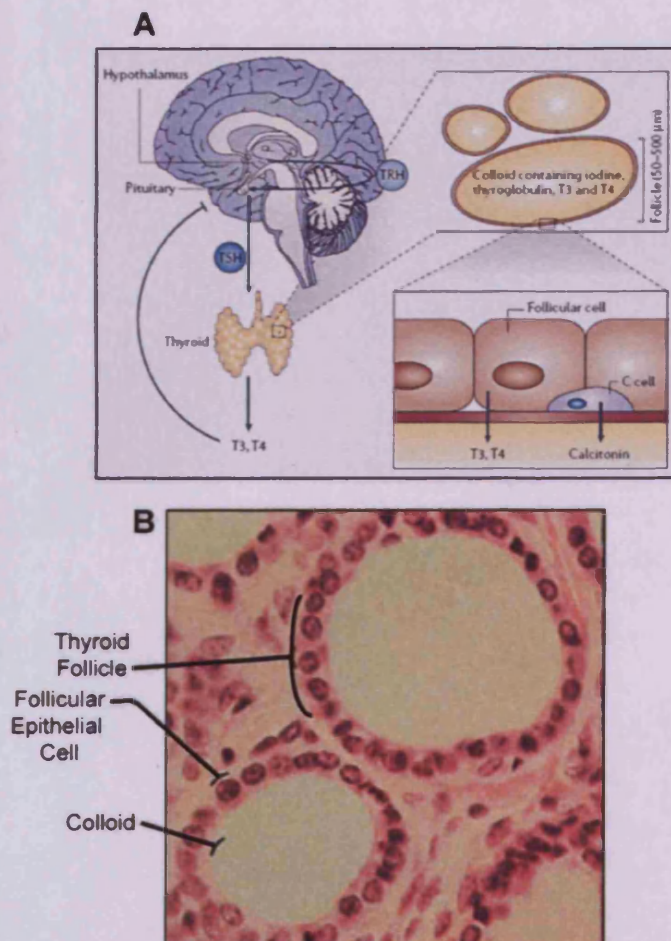 A
Hypothalamus
Pituitary
TRH
TSH
Thyroid
T3, T4
Colloid containing iodine,
thyroglobulin, T3 and T4
Follicle (50–500 μm)
Follicular cell
C cell
T3, T4
Calcitonin
B
Thyroid
Follicle
Follicular
Epithelial
Cell
Colloid